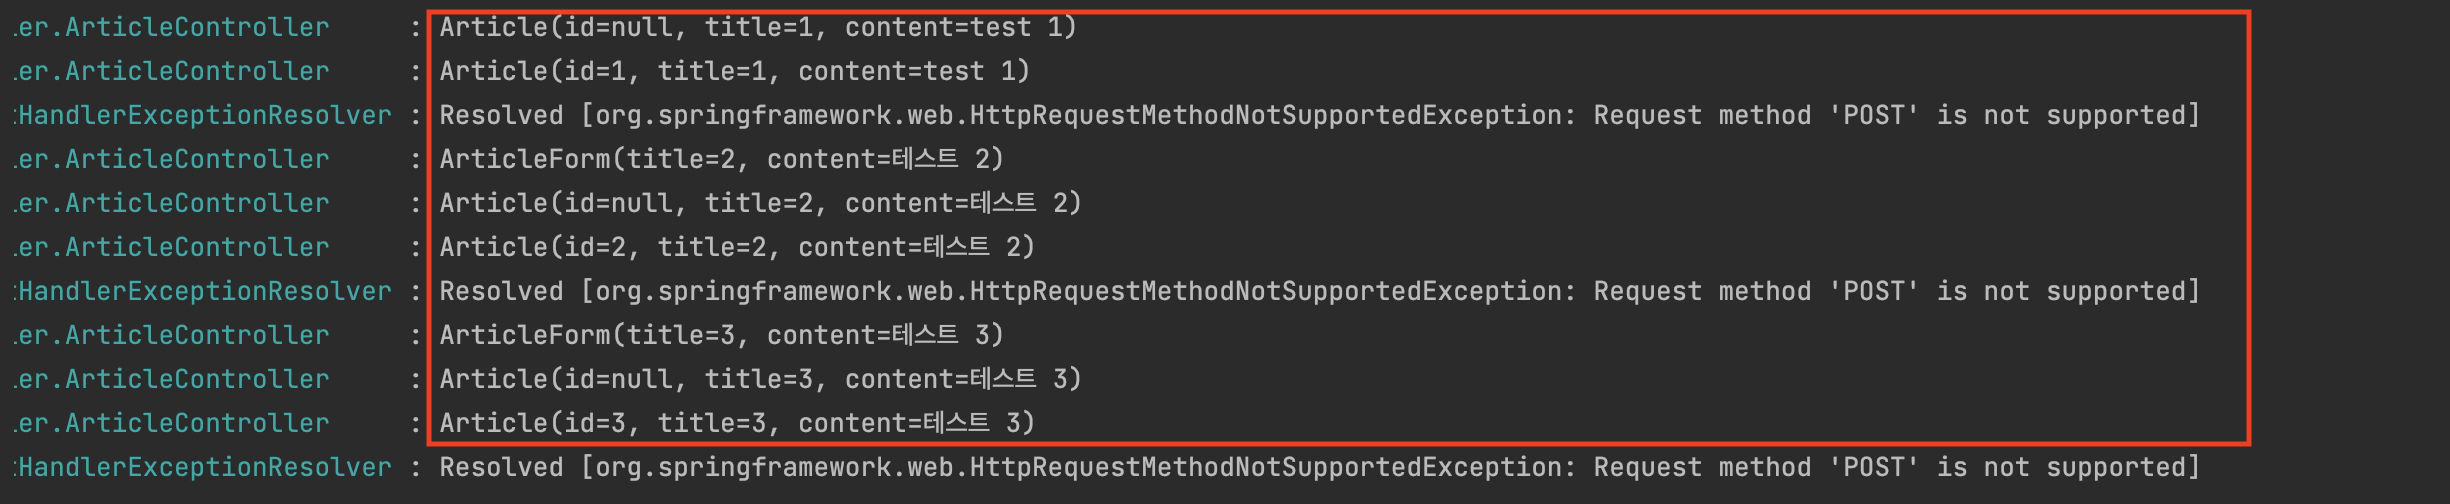 .er.ArticleController : Article(id=null, title=1, content=test 1)
.er.ArticleController : Article(id=1, title=1, content=test 1)
:HandlerExceptionResolver : Resolved [org.springframework.web.HttpRequestMethodNotSupportedException: Request method 'POST' is not supported]
.er.ArticleController : ArticleForm(title=2, content=테스트 2)
.er.ArticleController : Article(id=null, title=2, content=테스트 2)
.er.ArticleController : Article(id=2, title=2, content=테스트 2)
:HandlerExceptionResolver : Resolved [org.springframework.web.HttpRequestMethodNotSupportedException: Request method 'POST' is not supported]
.er.ArticleController : ArticleForm(title=3, content=테스트 3)
.er.ArticleController : Article(id=null, title=3, content=테스트 3)
.er.ArticleController : Article(id=3, title=3, content=테스트 3)
:HandlerExceptionResolver : Resolved [org.springframework.web.HttpRequestMethodNotSupportedException: Request method 'POST' is not supported]